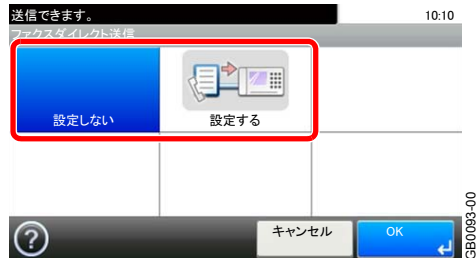 送信できます。
10:10
ファクスダイレクト送信
設定しない
設定する
キャンセル
OK
GB0093-00